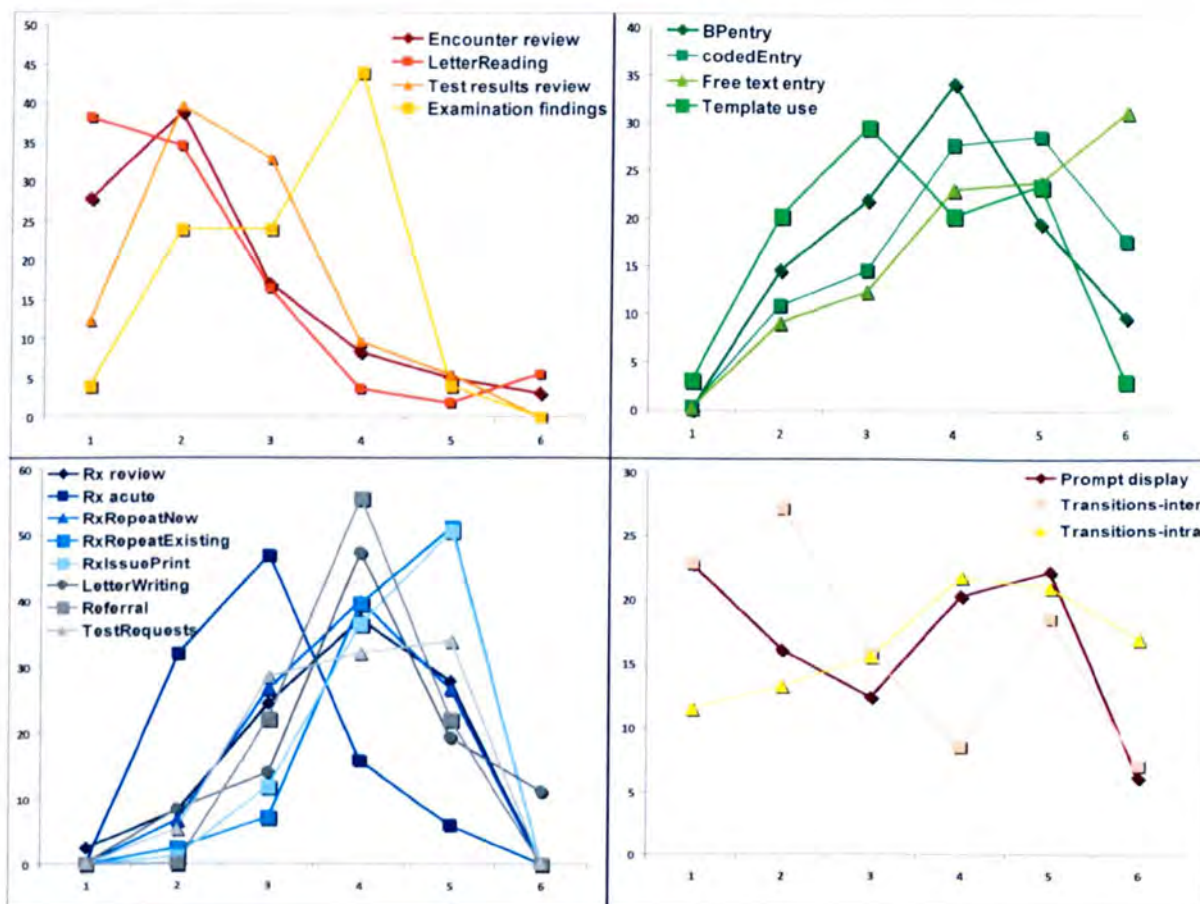 50
45
40
35
30
25
20
15
10
5
0
1 2 3 4 5 6
Encounter review
LetterReading
Test results review
Examination findings
40
35
30
25
20
15
10
5
0
1 2 3 4 5 6
BPentry
codedEntry
Free text entry
Template use
60
50
40
30
20
10
0
1 2 3 4 5 6
Rx review
Rx acute
RxRepeatNew
RxRepeatExisting
RxIssuePrint
LetterWriting
Referral
TestRequests
30
25
20
15
10
5
0
1 2 3 4 5 6
Prompt display
Transitions-inter
Transitions-intra